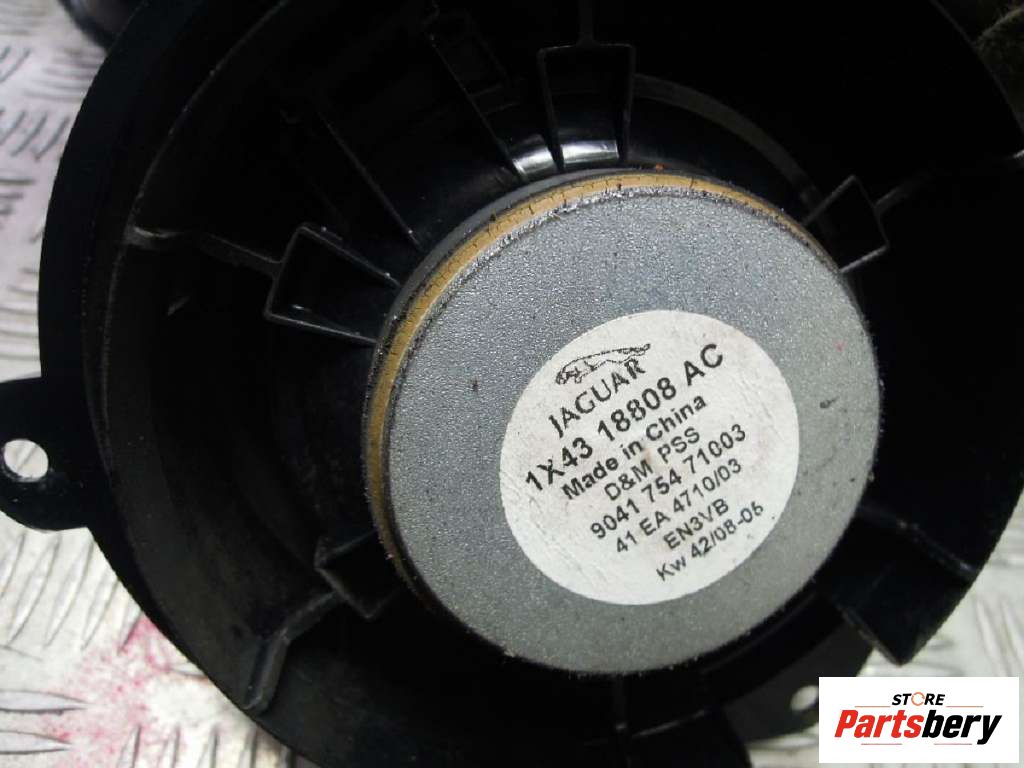 JAGUAR
1X43 18808 AC
Made in China
D&M PSS
9041 754 71003
41 EA 4710/03
EN3VB
Kw 42/08-06
STORE
Partsbery